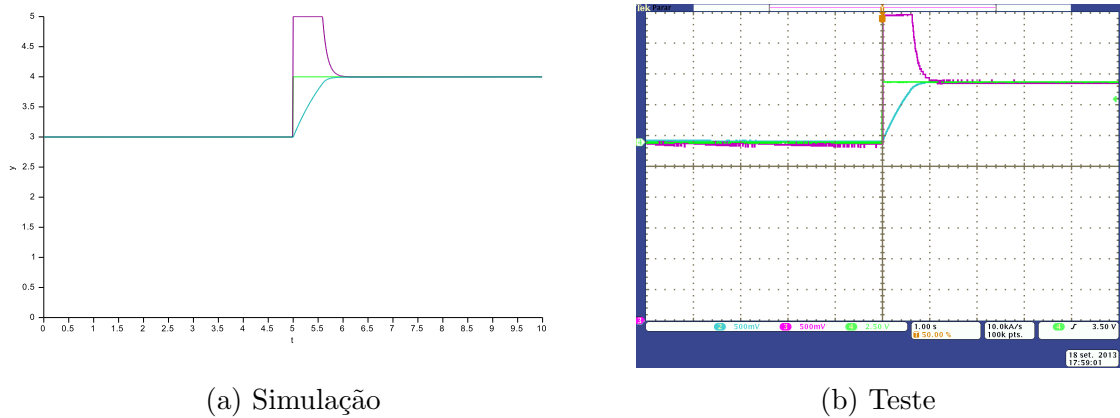 5
4.5
4
3.5
3
2.5
2
1.5
1
0.5
0
y
0 0.5 1 1.5 2 2.5 3 3.5 4 4.5 5 5.5 6 6.5 7 7.5 8 8.5 9 9.5 10
t
(a) Simulação
Tek Parar
4
3
2 500mV 3 500mV 4 2.50 V
1.00 s
T 50.00 %
10.0kA/s
100k pts.
4 3.50 V
18 set. 2013
17:59:01
(b) Teste